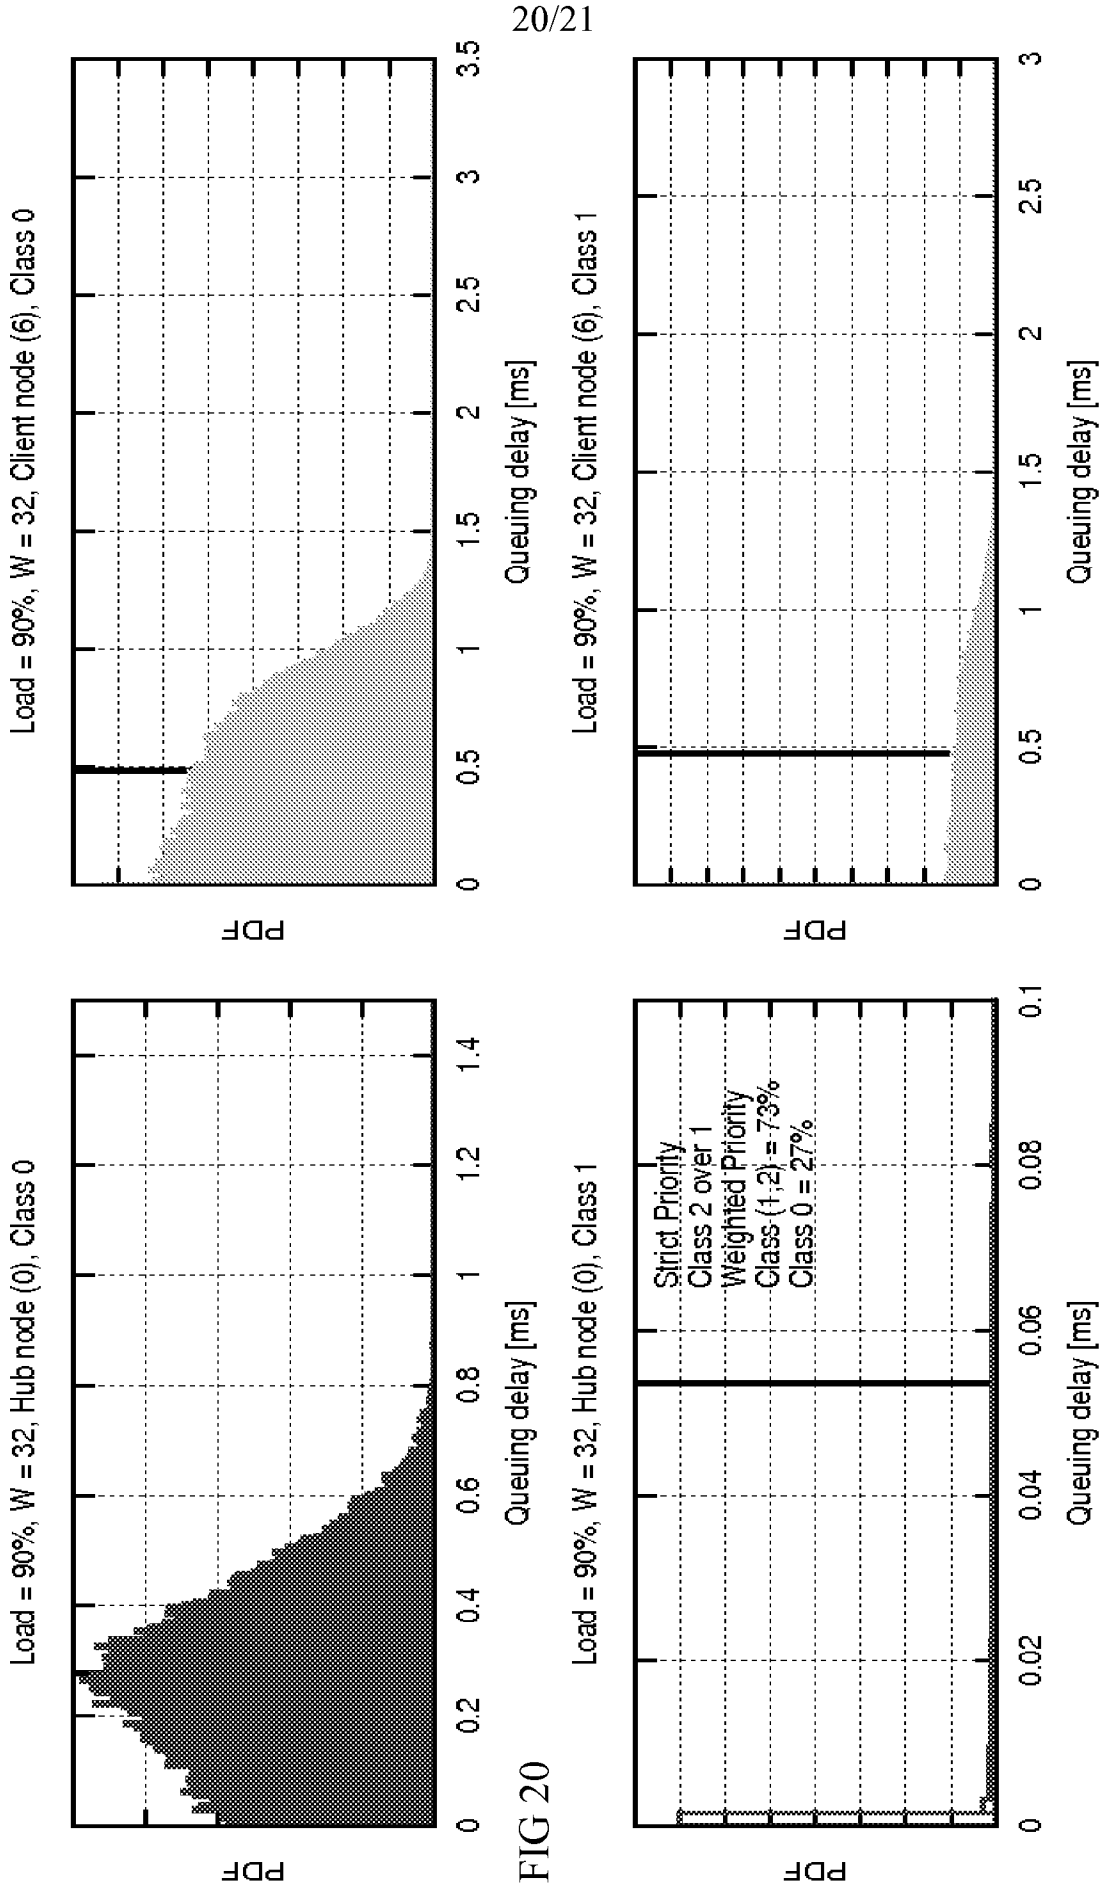 20/21
Load = 90%, W = 32, Hub node (0), Class 0
PDF
0 0.2 0.4 0.6 0.8 1 1.2 1.4
Queuing delay [ms]
Load = 90%, W = 32, Client node (6), Class 0
PDF
0 0.5 1 1.5 2 2.5 3 3.5
Queuing delay [ms]
Load = 90%, W = 32, Hub node (0), Class 1
PDF
Strict Priority
Class 2 over 1
Weighted Priority
Class (1,2) = 73%
Class 0 = 27%
0 0.02 0.04 0.06 0.08 0.1
Queuing delay [ms]
Load = 90%, W = 32, Client node (6), Class 1
PDF
0 0.5 1 1.5 2 2.5 3
Queuing delay [ms]
FIG 20